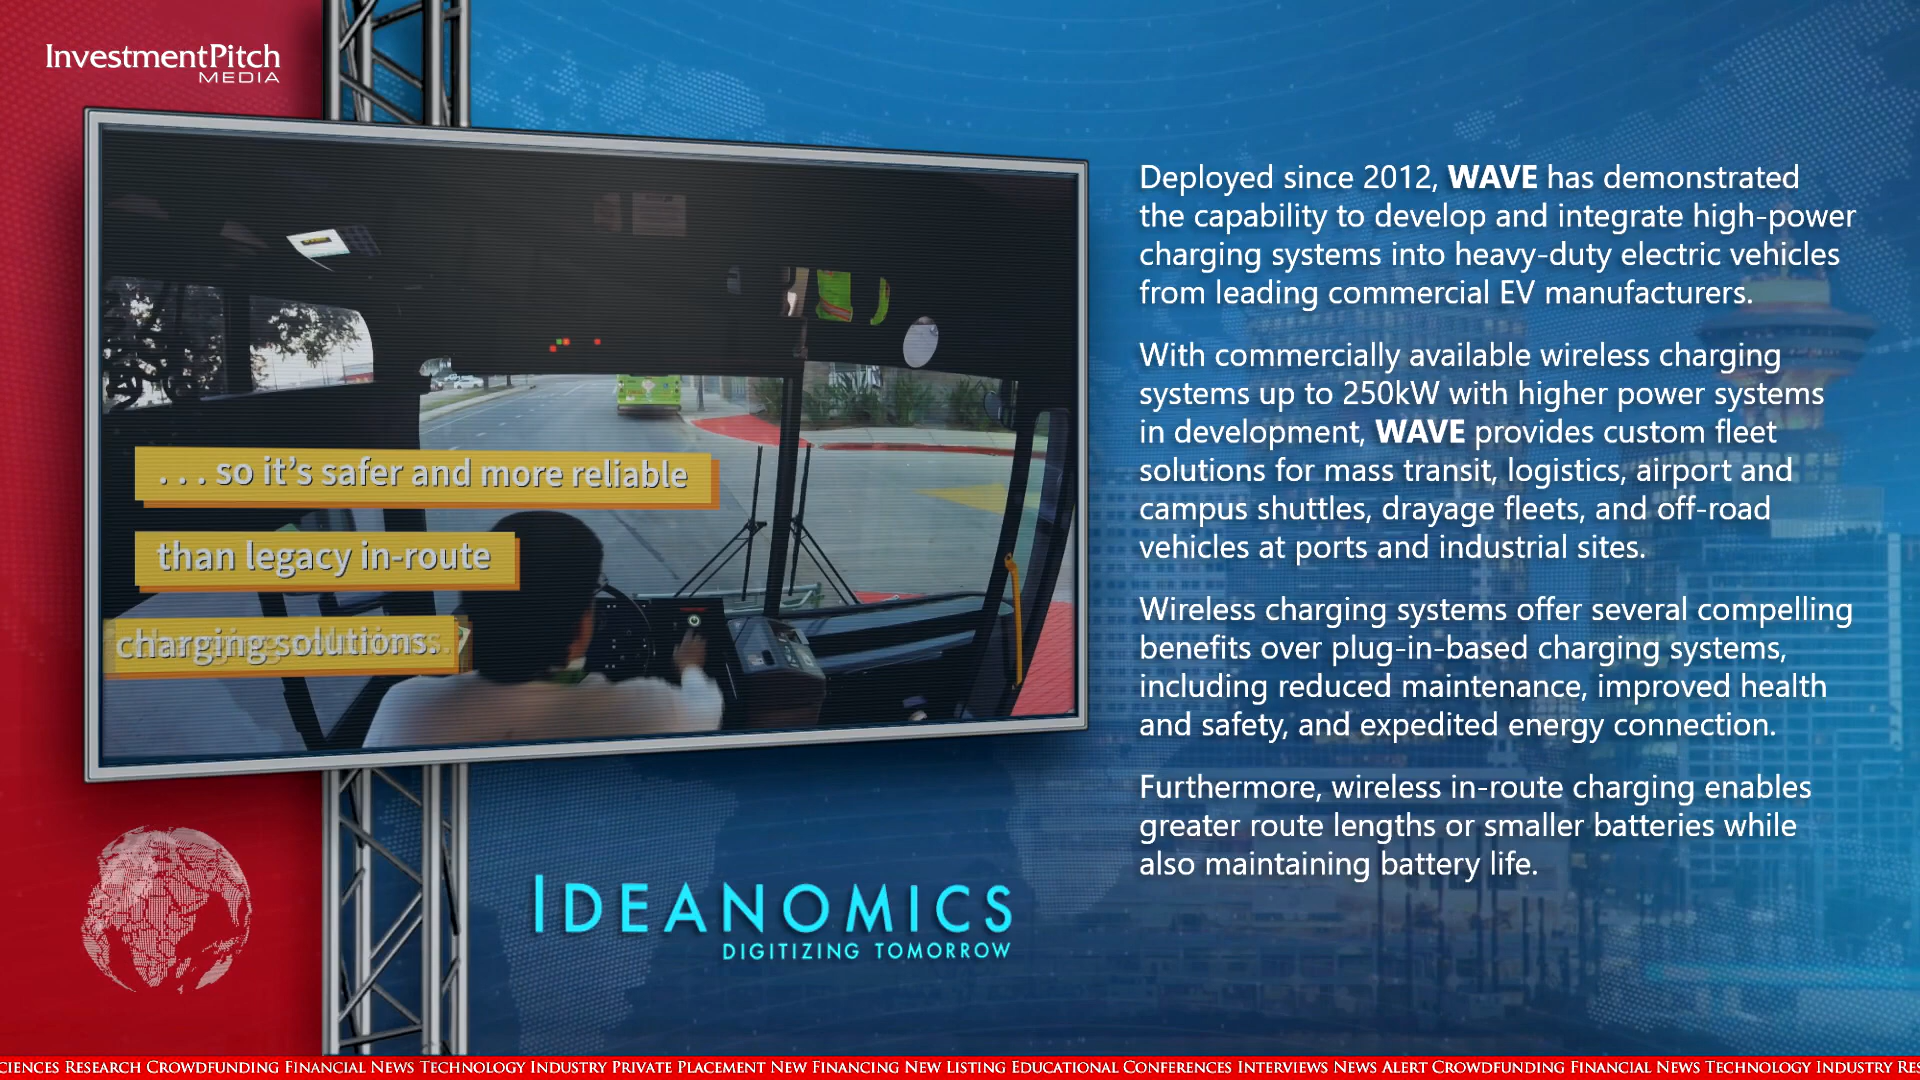 InvestmentPitch
MEDIA
. . . so it's safer and more reliable
than legacy in-route
charging solutions.
Deployed since 2012, WAVE has demonstrated
the capability to develop and integrate high-power
charging systems into heavy-duty electric vehicles
from leading commercial EV manufacturers.
With commercially available wireless charging
systems up to 250kW with higher power systems
in development, WAVE provides custom fleet
solutions for mass transit, logistics, airport and
campus shuttles, drayage fleets, and off-road
vehicles at ports and industrial sites.
Wireless charging systems offer several compelling
benefits over plug-in-based charging systems,
including reduced maintenance, improved health
and safety, and expedited energy connection.
Furthermore, wireless in-route charging enables
greater route lengths or smaller batteries while
also maintaining battery life.
IDEANOMICS
DIGITIZING TOMORROW
CIENCES RESEARCH CROWDFUNDING FINANCIAL NEWS TECHNOLOGY INDUSTRY PRIVATE PLACEMENT NEW FINANCING NEW LISTING EDUCATIONAL CONFERENCES INTERVIEWS NEWS ALERT CROWDFUNDING FINANCIAL NEWS TECHNOLOGY INDUSTRY RES